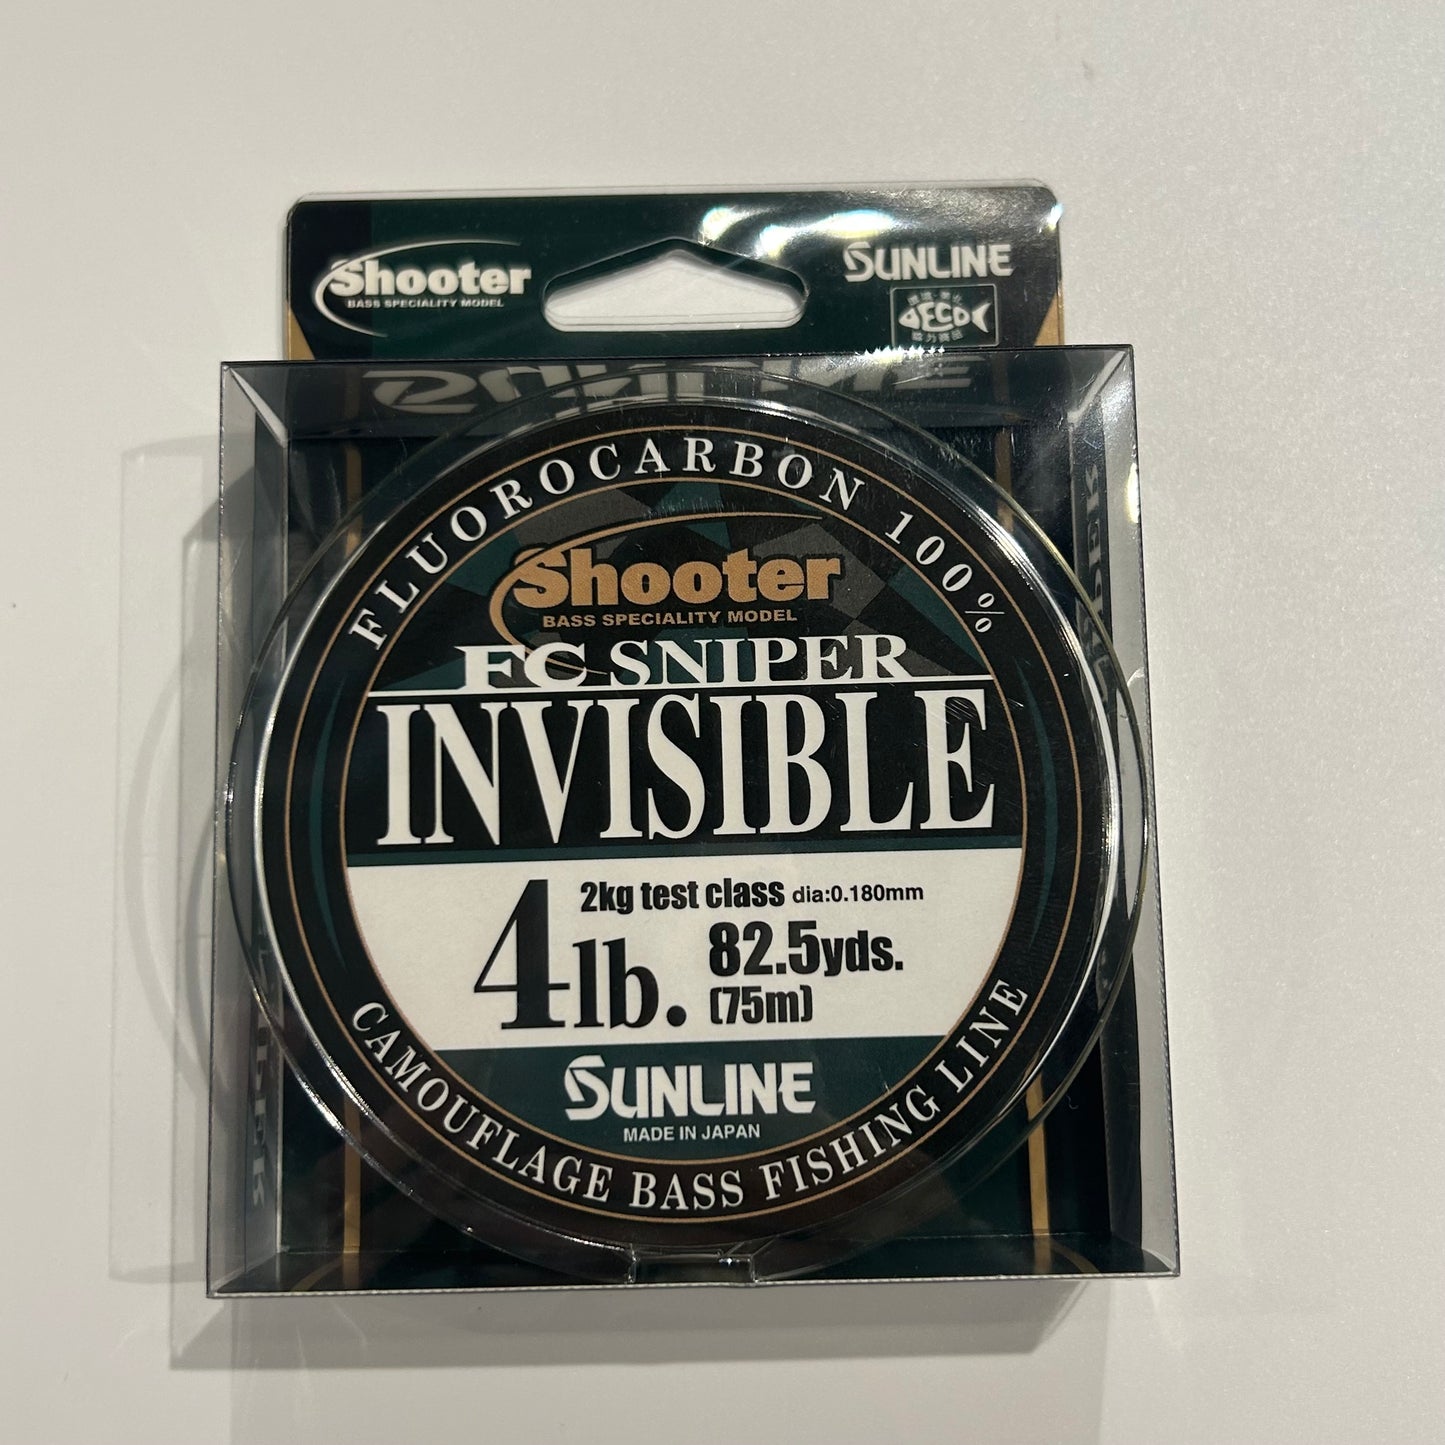 Shooter
BASS SPECIALITY MODEL
SUNLINE
ECO
FLUOROCARBON 100%
Shooter
BASS SPECIALITY MODEL
FC SNIPER
INVISIBLE
4lb.
2kg test class dia:0.180mm
82.5yds.
(75m)
SUNLINE
MADE IN JAPAN
CAMOUFLAGE BASS FISHING LINE